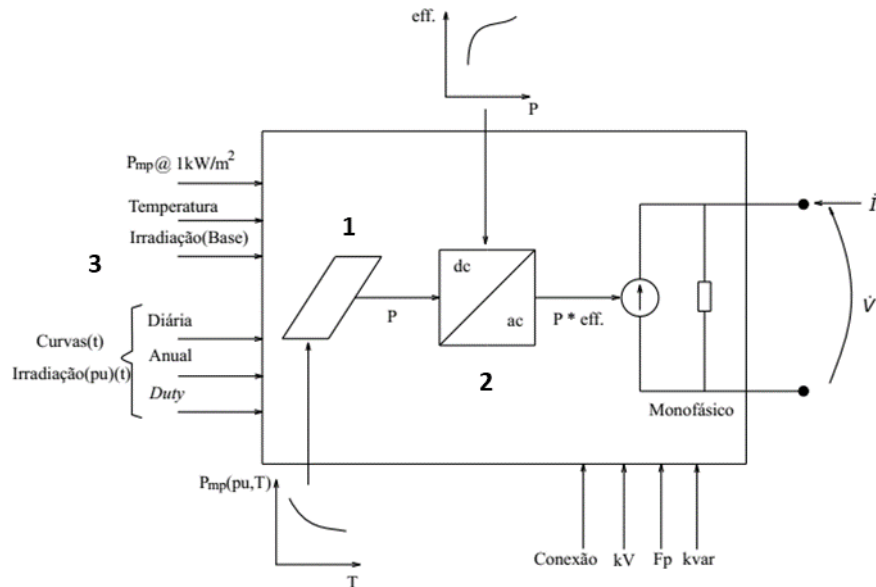 eff.
P
Pmp@ 1kW/m²
Temperatura
Irradiação(Base)
1
3
dc
ac
P
P * eff.
İ
V̇
Diária
Curvas(t)
Anual
Irradiação(pu)(t)
Duty
2
Monofásico
Pmp(pu,T)
T
Conexão
kV
Fp
kvar